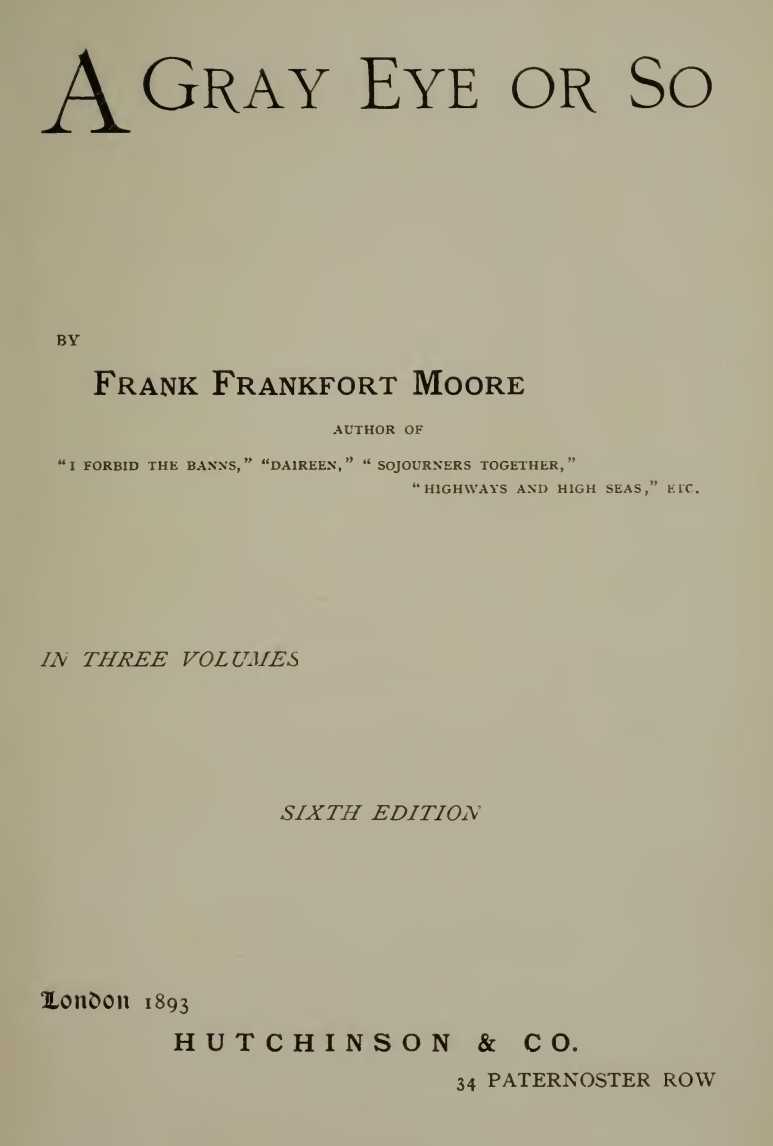 A GRAY EYE OR SO
BY
FRANK FRANKFORT MOORE
AUTHOR OF
"I FORBID THE BANNS," "DAIREEN," "SOJOURNERS TOGETHER,"
"HIGHWAYS AND HIGH SEAS," ETC.
IN THREE VOLUMES
SIXTH EDITION
London 1893
HUTCHINSON & CO.
34 PATERNOSTER ROW